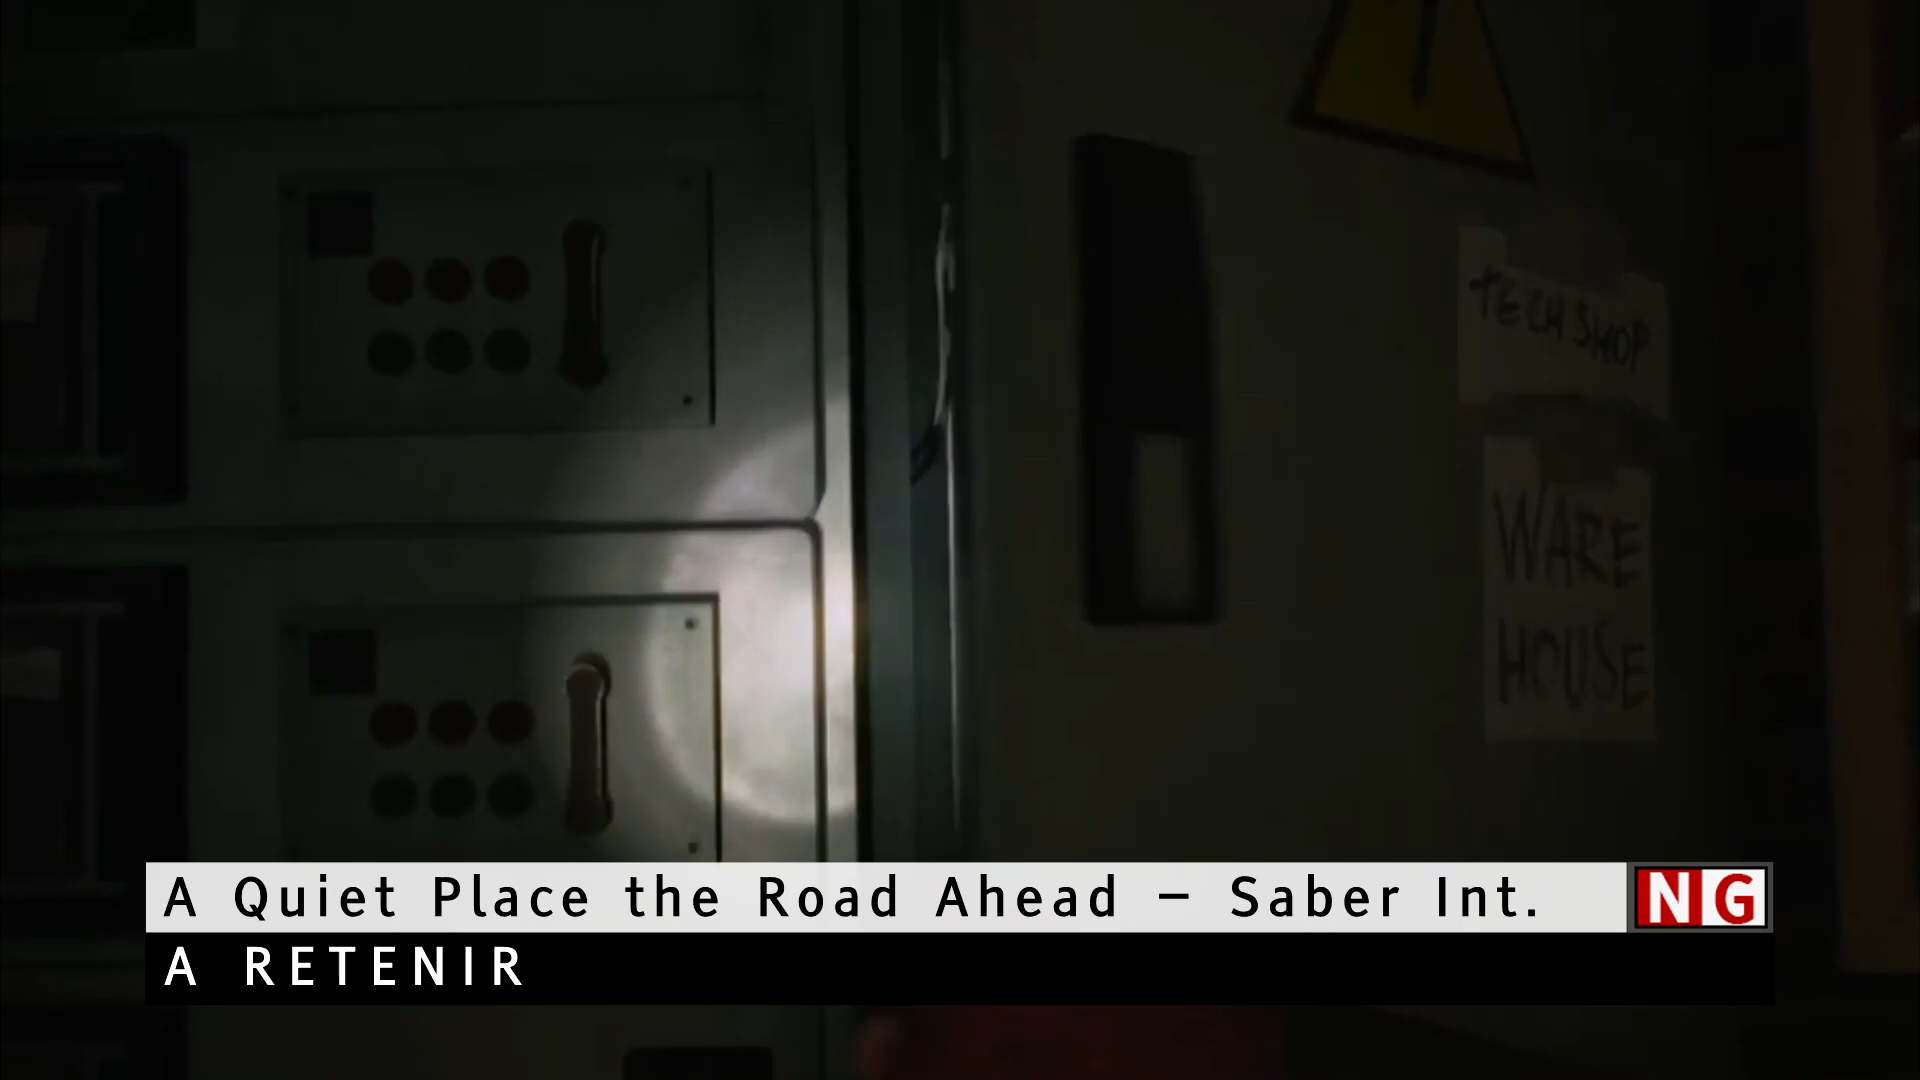 tECH SHOP
WARE
HOUSE
A Quiet Place the Road Ahead – Saber Int.
NG
A RETENIR